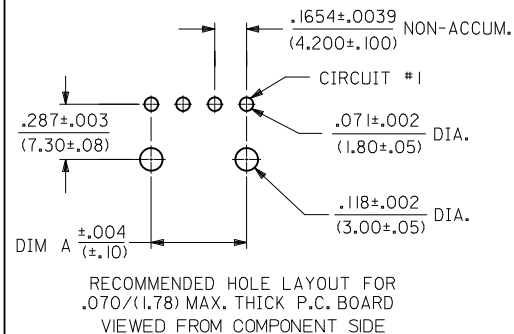 .1654±.0039 NON-ACCUM.
(4.200±.100)
CIRCUIT #1
.287±.003
(7.30±.08)
.071±.002 DIA.
(1.80±.05)
.118±.002 DIA.
(3.00±.05)
DIM A ±.004
(±.10)
RECOMMENDED HOLE LAYOUT FOR
.070/(1.78) MAX. THICK P.C. BOARD
VIEWED FROM COMPONENT SIDE